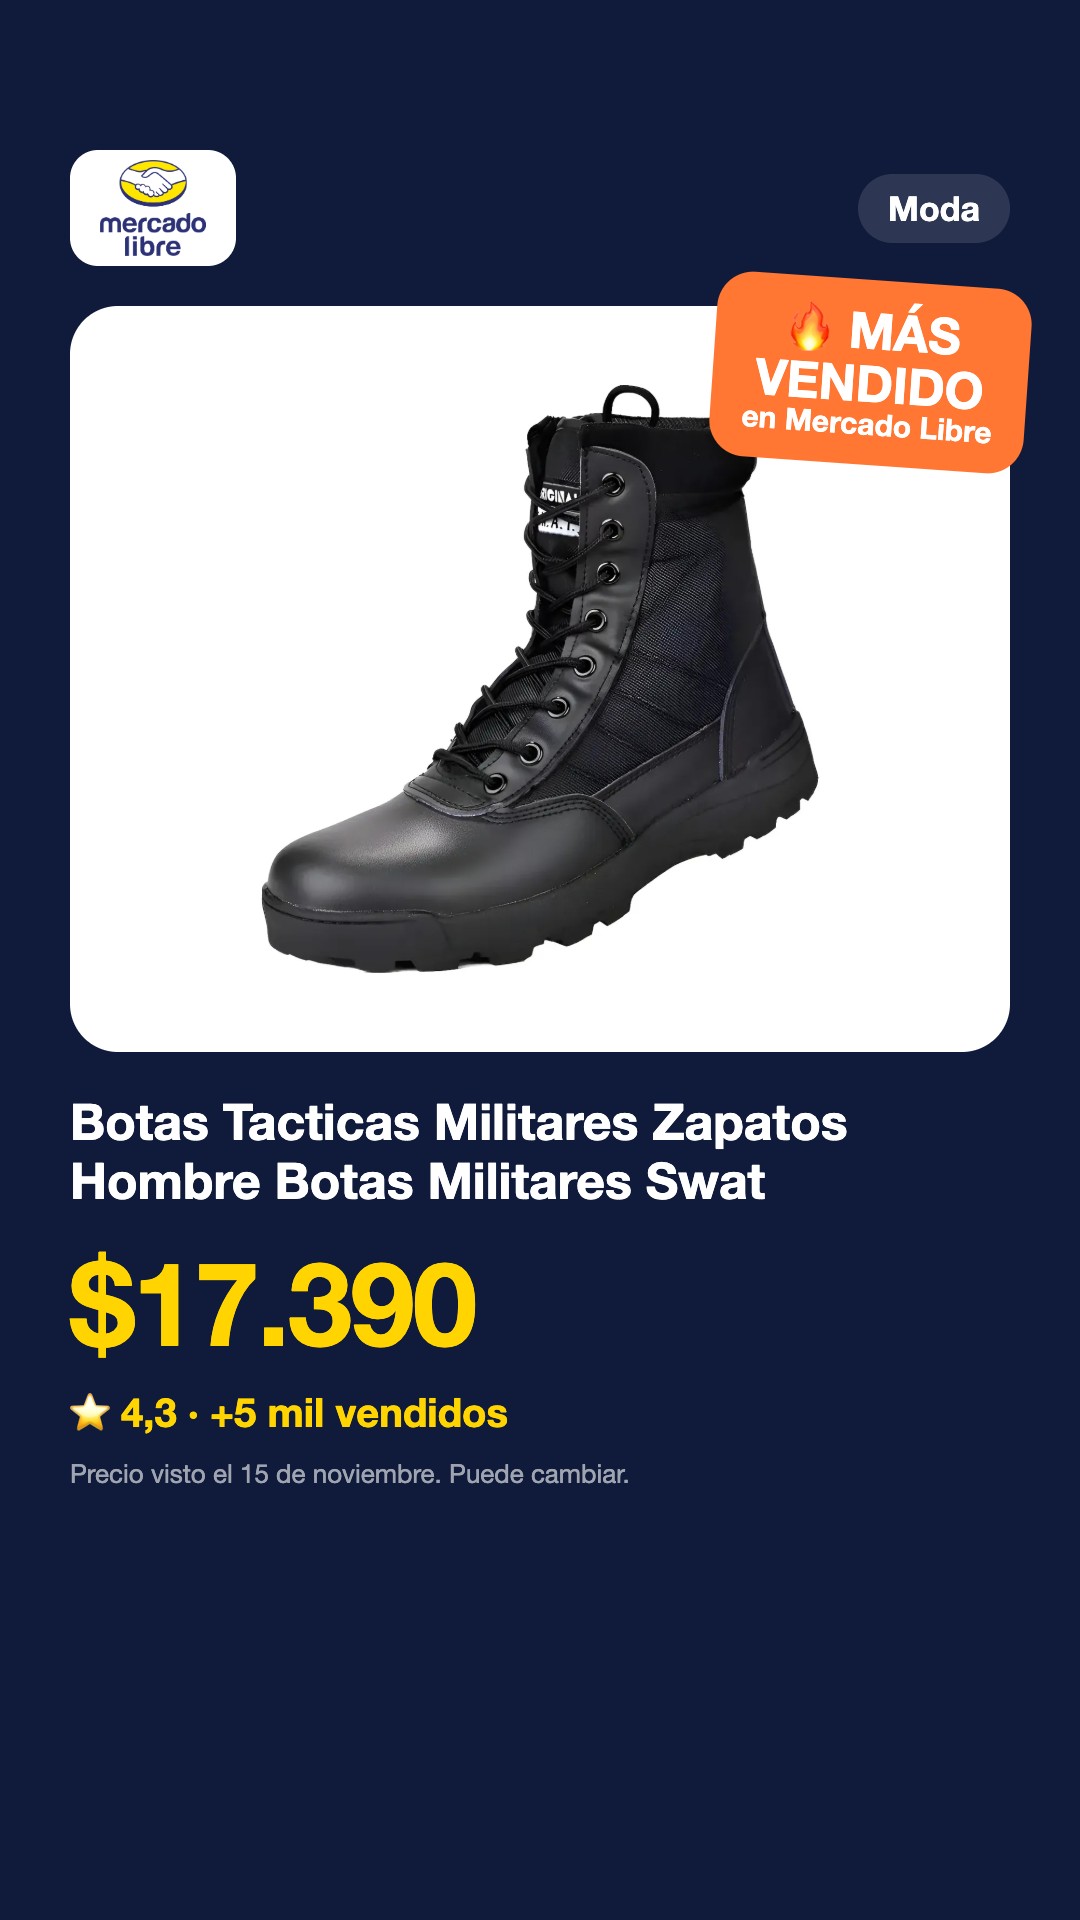 mercado
libre
Moda
🔥 MÁS
VENDIDO
en Mercado Libre
Botas Tacticas Militares Zapatos
Hombre Botas Militares Swat
$17.390
⭐ 4,3 · +5 mil vendidos
Precio visto el 15 de noviembre. Puede cambiar.